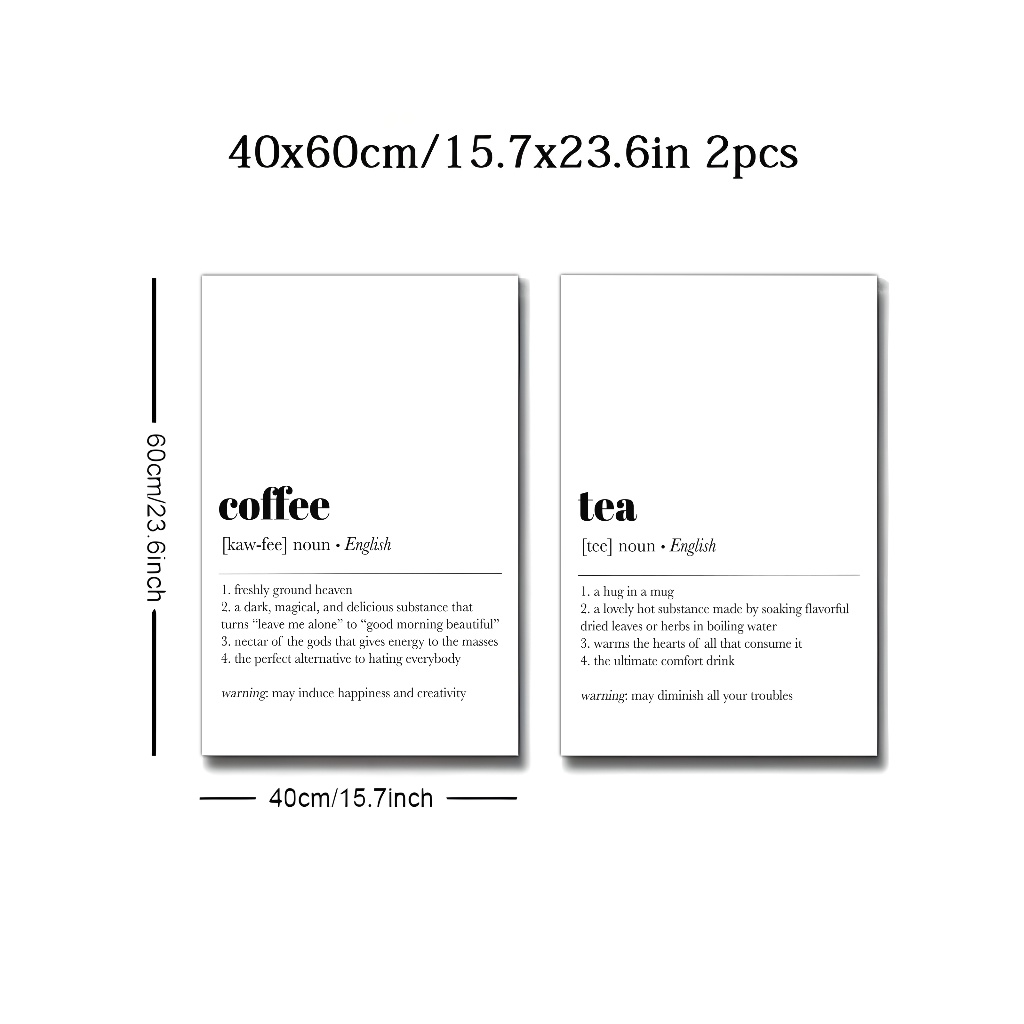 40x60cm/15.7x23.6in 2pcs
60cm/23.6inch
coffee
[kaw-fee] noun • English
1. freshly ground heaven
2. a dark, magical, and delicious substance that
turns “leave me alone” to “good morning beautiful”
3. nectar of the gods that gives energy to the masses
4. the perfect alternative to hating everybody
warning: may induce happiness and creativity
tea
[tee] noun • English
1. a hug in a mug
2. a lovely hot substance made by soaking flavorful
dried leaves or herbs in boiling water
3. warms the hearts of all that consume it
4. the ultimate comfort drink
warning: may diminish all your troubles
40cm/15.7inch